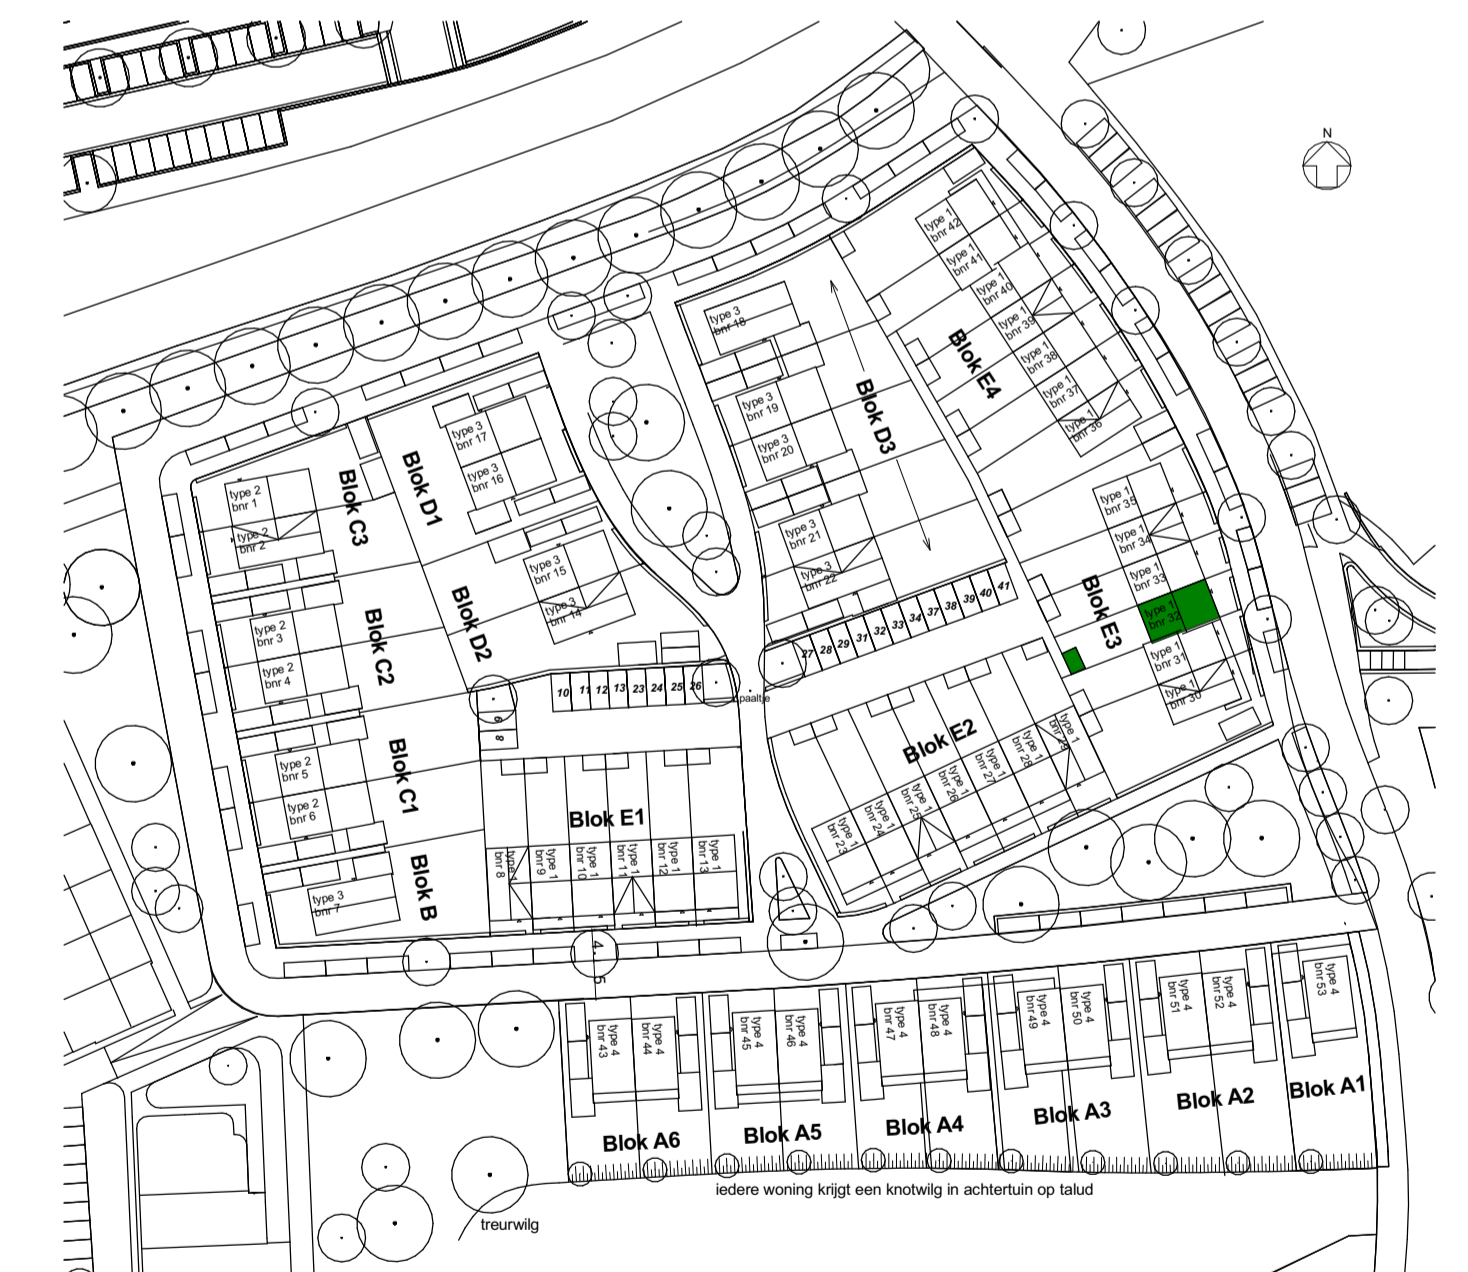 N
type 1
bnr 42
type 1
bnr 41
type 1
bnr 40
type 1
bnr 39
type 1
bnr 38
type 1
bnr 37
type 1
bnr 36
Blok E4
type 3
bnr 18
type 3
bnr 19
type 3
bnr 20
type 3
bnr 21
type 3
bnr 22
Blok D3
type 3
bnr 17
type 3
bnr 16
Blok D1
type 3
bnr 15
type 3
bnr 14
Blok D2
type 2
bnr 1
type 2
bnr 2
Blok C3
type 2
bnr 3
type 2
bnr 4
Blok C2
type 2
bnr 5
type 2
bnr 6
Blok C1
type 3
bnr 7
Blok B
type 1
bnr 35
type 1
bnr 34
type 1
bnr 33
type 1
bnr 32
type 1
bnr 31
type 1
bnr 30
Blok E3
27 28 29 31 32 33 34 37 38 39 40 41
10 11 12 13 23 24 25 26
9
8
paaltje
Blok E2
type 1
bnr 23
type 1
bnr 24
type 1
bnr 25
type 1
bnr 26
type 1
bnr 27
type 1
bnr 28
type 1
bnr 29
Blok E1
type 1
bnr 8
type 1
bnr 9
type 1
bnr 10
type 1
bnr 11
type 1
bnr 12
type 1
bnr 13
type 4
bnr 43
type 4
bnr 44
Blok A6
type 4
bnr 45
type 4
bnr 46
Blok A5
type 4
bnr 47
type 4
bnr 48
Blok A4
type 4
bnr 49
type 4
bnr 50
Blok A3
type 4
bnr 51
type 4
bnr 52
Blok A2
type 4
bnr 53
Blok A1
iedere woning krijgt een knotwilg in achtertuin op talud
treurwilg